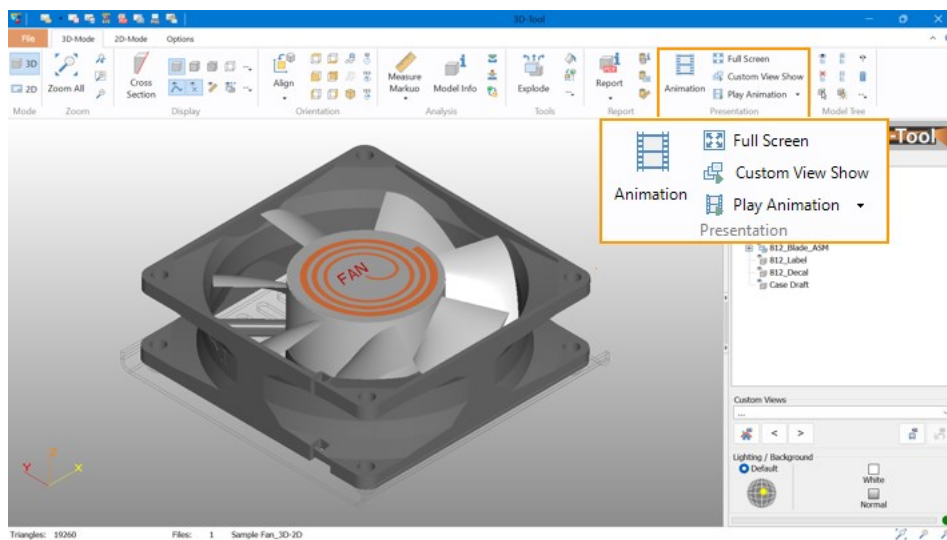 3D-Tool
File 3D-Mode 2D-Mode Options
3D
2D
Mode
Zoom All
Zoom
Cross
Section
Display
Align
Orientation
Measure
Markup
Model Info
Analysis
Explode
Tools
Report
Report
Animation
Full Screen
Custom View Show
Play Animation
Presentation
Model Tree
-Tool
Animation
Full Screen
Custom View Show
Play Animation
Presentation
812_Blade_ASM
812_Label
812_Decal
Case Draft
FAN
Custom Views
...
< >
Lighting / Background
Default
White
Normal
Z
Y X
Triangles: 19260 Files: 1 Sample Fan_3D-2D